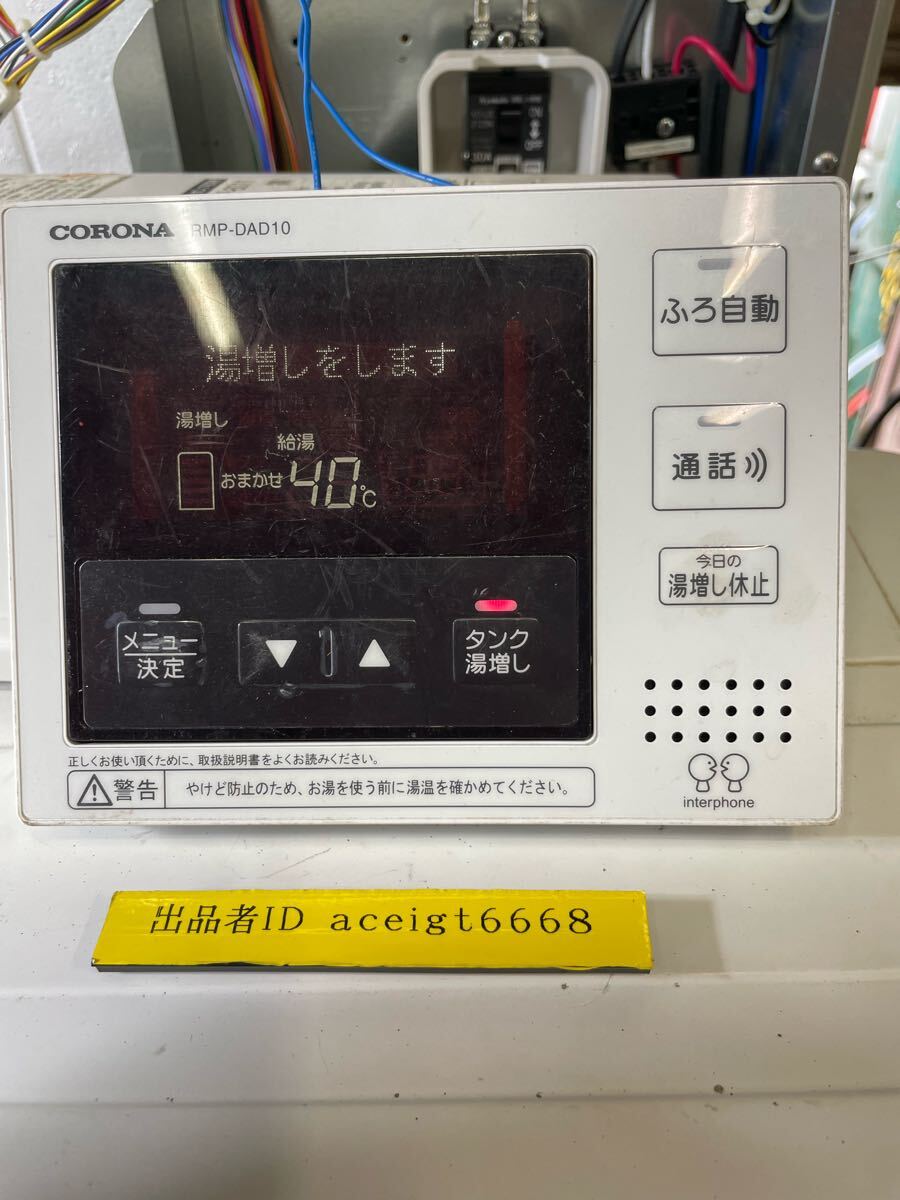 CORONA RMP-DAD10
ふろ自動
湯増しをします
湯増し
給湯
おまかせ 40℃
通話
今日の
湯増し休止
メニュー
決定
▼ ▲
タンク
湯増し
正しくお使い頂くために、取扱説明書をよくお読みください。
警告 やけど防止のため、お湯を使う前に湯温を確かめてください。
interphone
出品者ID aceigt6668
ON
OFF